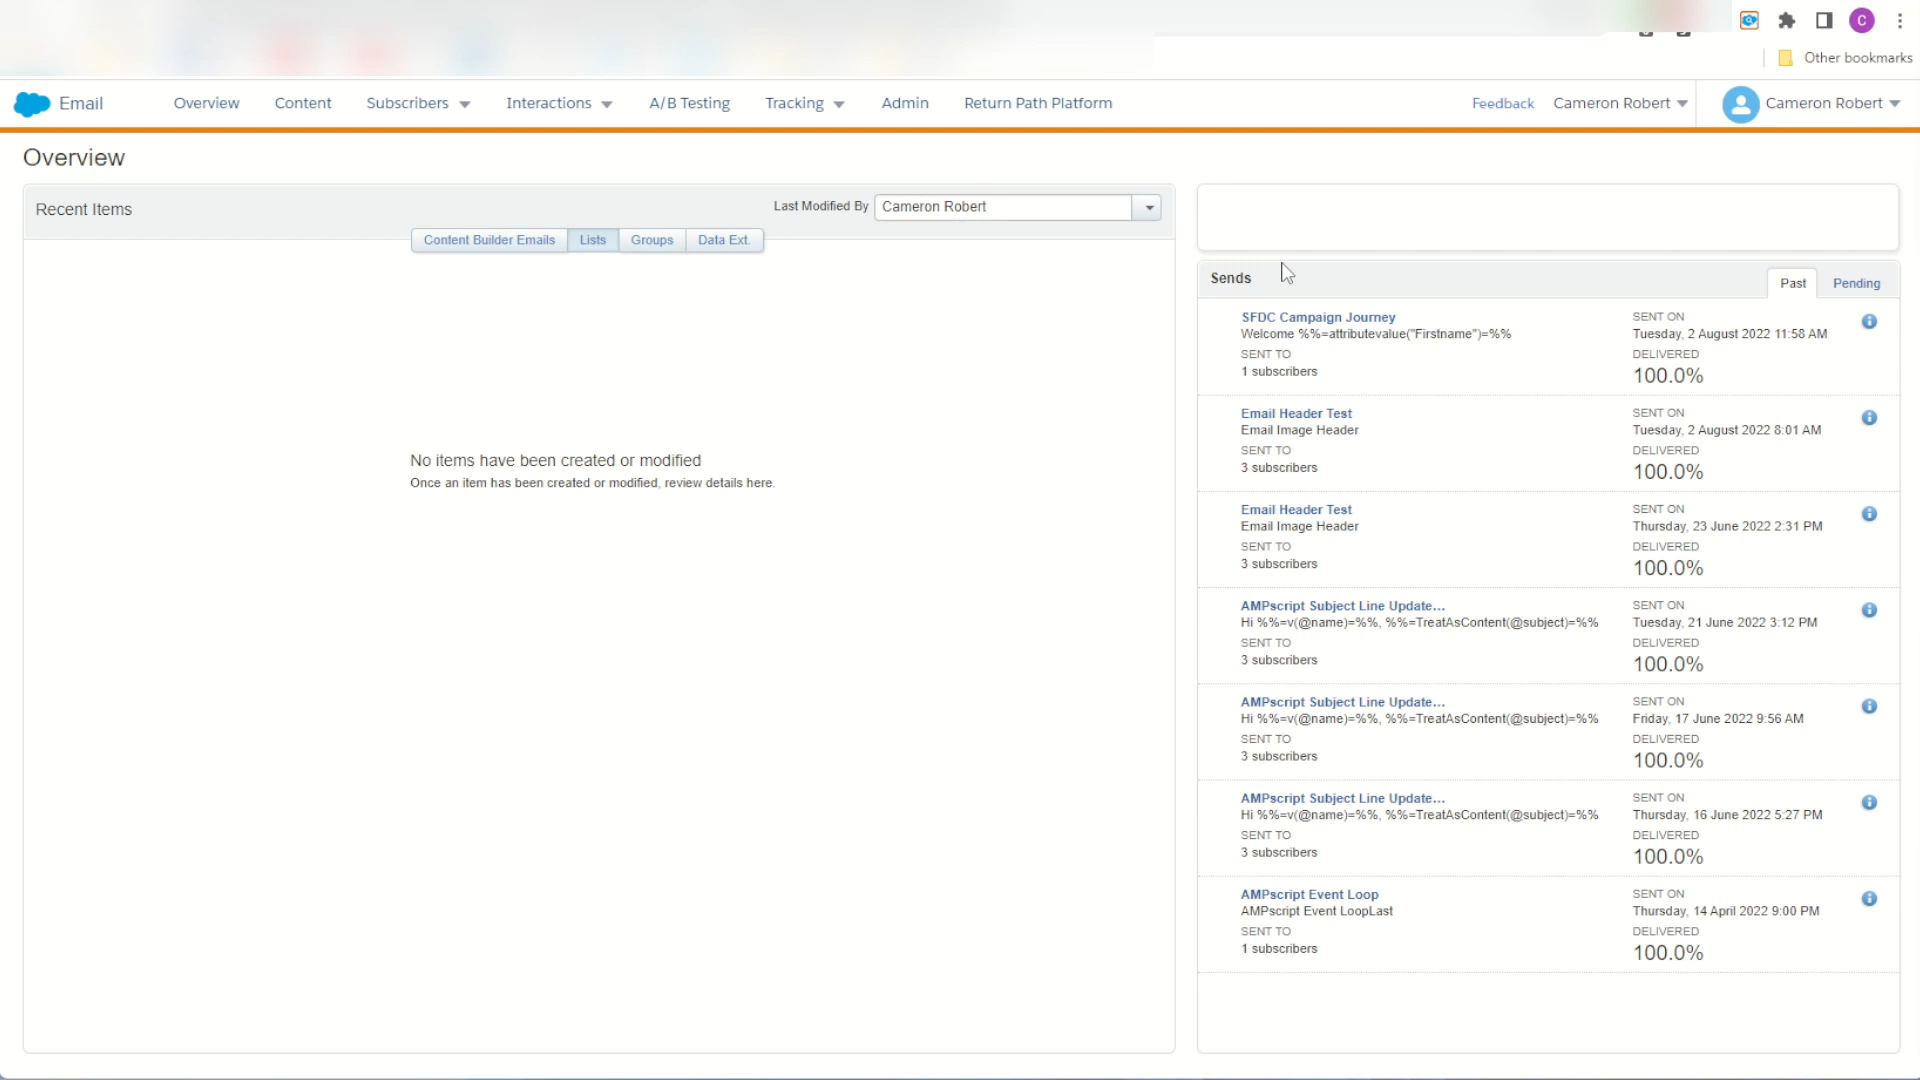 C
Other bookmarks
Email
Overview
Content
Subscribers
Interactions
A/B Testing
Tracking
Admin
Return Path Platform
Feedback
Cameron Robert
Cameron Robert
Overview
Recent Items
Last Modified By
Cameron Robert
Content Builder Emails
Lists
Groups
Data Ext.
No items have been created or modified
Once an item has been created or modified, review details here.
Sends
Past
Pending
SFDC Campaign Journey
Welcome %%=attributevalue("Firstname")=%%
SENT TO
1 subscribers
SENT ON
Tuesday, 2 August 2022 11:58 AM
DELIVERED
100.0%
Email Header Test
Email Image Header
SENT TO
3 subscribers
SENT ON
Tuesday, 2 August 2022 8:01 AM
DELIVERED
100.0%
Email Header Test
Email Image Header
SENT TO
3 subscribers
SENT ON
Thursday, 23 June 2022 2:31 PM
DELIVERED
100.0%
AMPscript Subject Line Update...
Hi %%=v(@name)=%%, %%=TreatAsContent(@subject)=%%
SENT TO
3 subscribers
SENT ON
Tuesday, 21 June 2022 3:12 PM
DELIVERED
100.0%
AMPscript Subject Line Update...
Hi %%=v(@name)=%%, %%=TreatAsContent(@subject)=%%
SENT TO
3 subscribers
SENT ON
Friday, 17 June 2022 9:56 AM
DELIVERED
100.0%
AMPscript Subject Line Update...
Hi %%=v(@name)=%%, %%=TreatAsContent(@subject)=%%
SENT TO
3 subscribers
SENT ON
Thursday, 16 June 2022 5:27 PM
DELIVERED
100.0%
AMPscript Event Loop
AMPscript Event LoopLast
SENT TO
1 subscribers
SENT ON
Thursday, 14 April 2022 9:00 PM
DELIVERED
100.0%